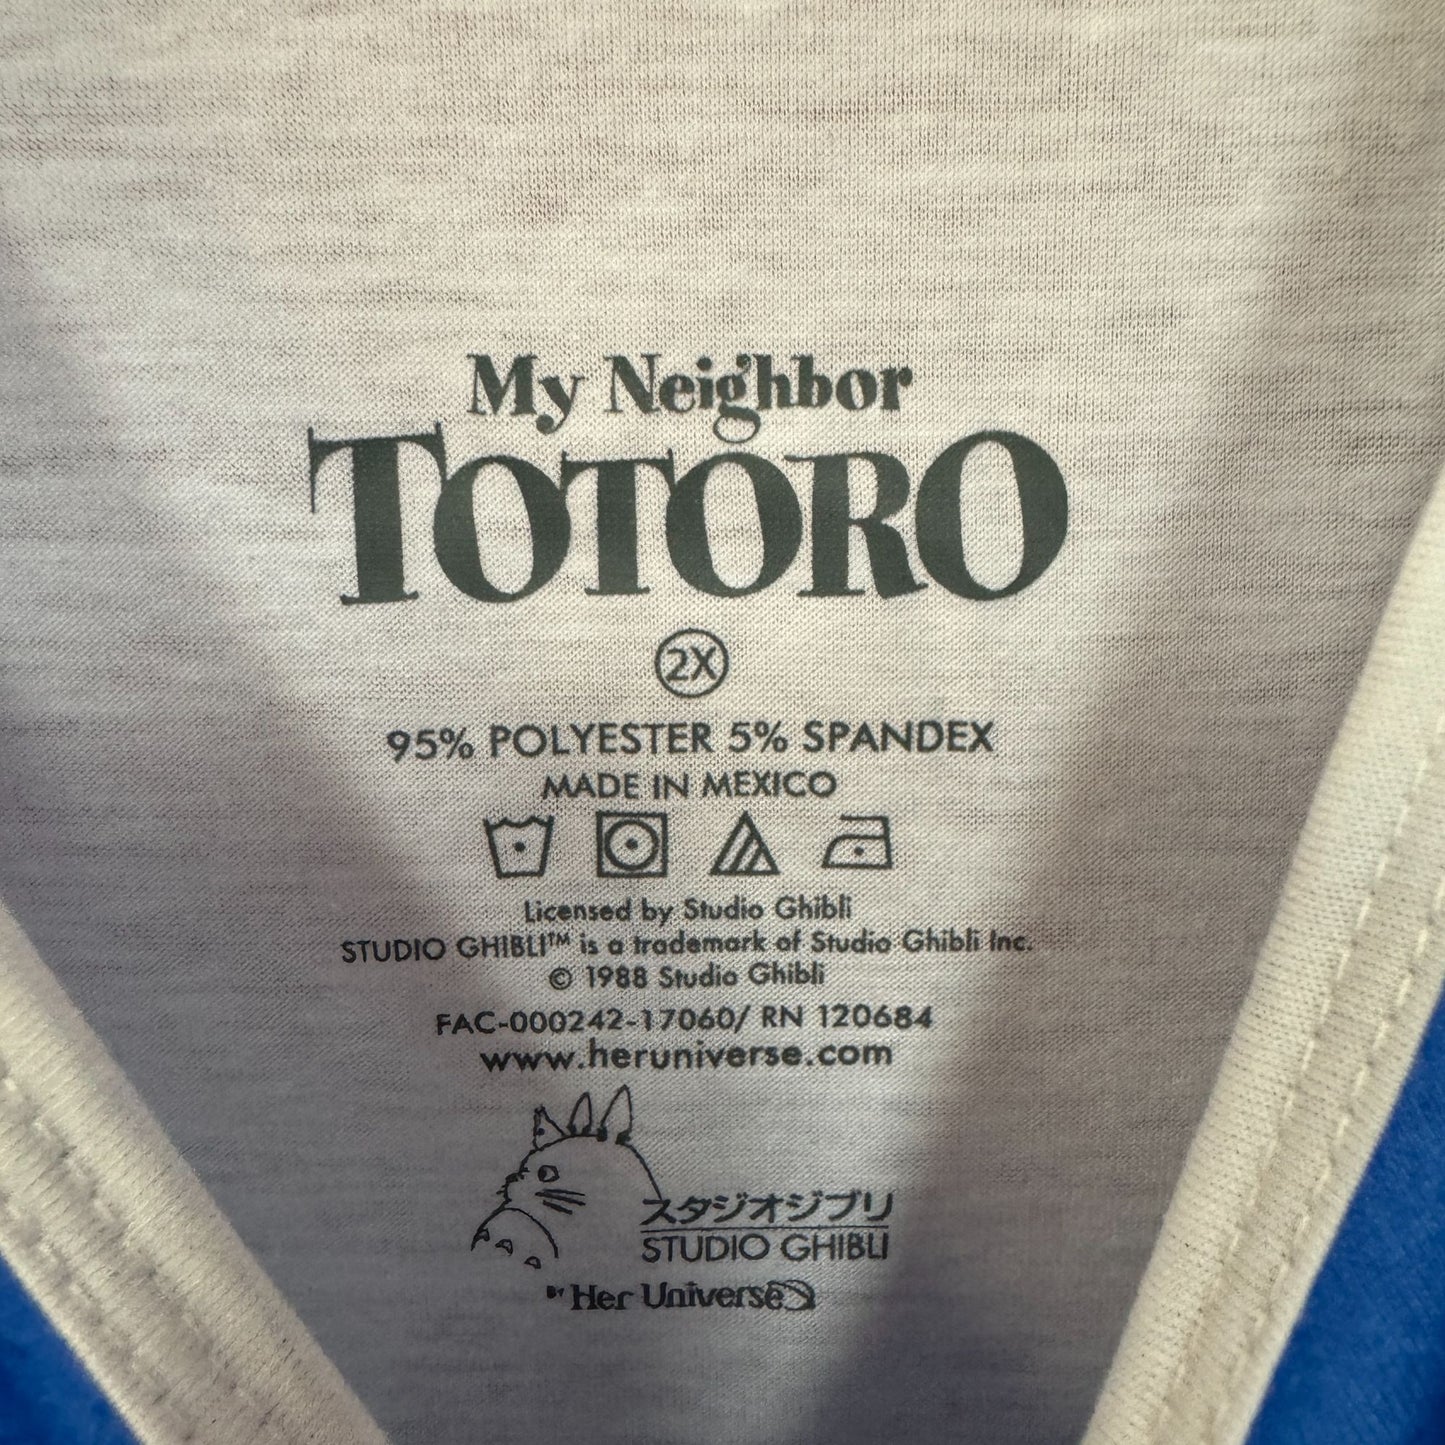 My Neighbor
TOTORO
2X
95% POLYESTER 5% SPANDEX
MADE IN MEXICO
Licensed by Studio Ghibli
STUDIO GHIBLI™ is a trademark of Studio Ghibli Inc.
© 1988 Studio Ghibli
FAC-000242-17060/ RN 120684
www.heruniverse.com
スタジオジブリ
STUDIO GHIBLI
BY Her Universe